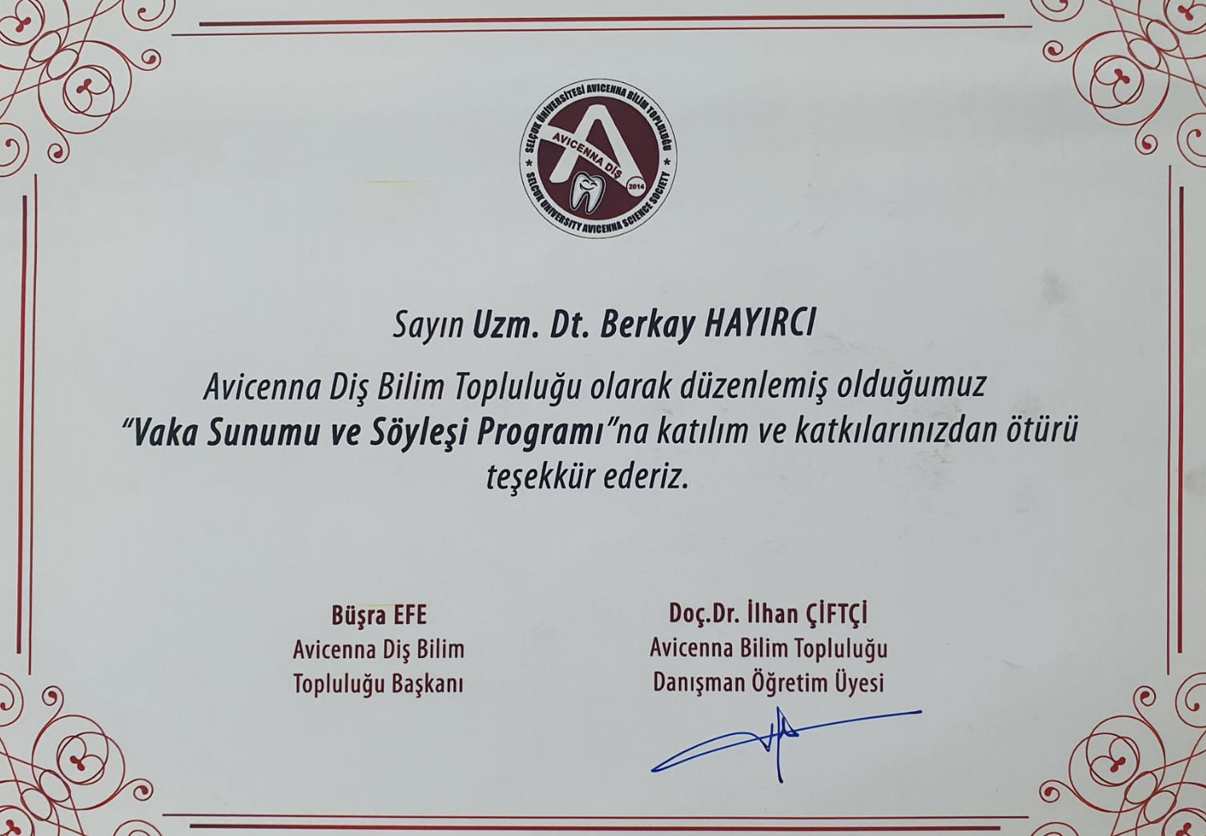 SELÇUK ÜNİVERSİTESİ AVICENNA BİLİM TOPLULUĞU
AVICENNA DİŞ
2014
SELCUK UNIVERSITY AVICENNA SCIENCE SOCIETY
Sayın Uzm. Dt. Berkay HAYIRCI
Avicenna Diş Bilim Topluluğu olarak düzenlemiş olduğumuz
“Vaka Sunumu ve Söyleşi Programı”na katılım ve katkılarınızdan ötürü
teşekkür ederiz.
Büşra EFE
Avicenna Diş Bilim
Topluluğu Başkanı
Doç.Dr. İlhan ÇİFTÇİ
Avicenna Bilim Topluluğu
Danışman Öğretim Üyesi